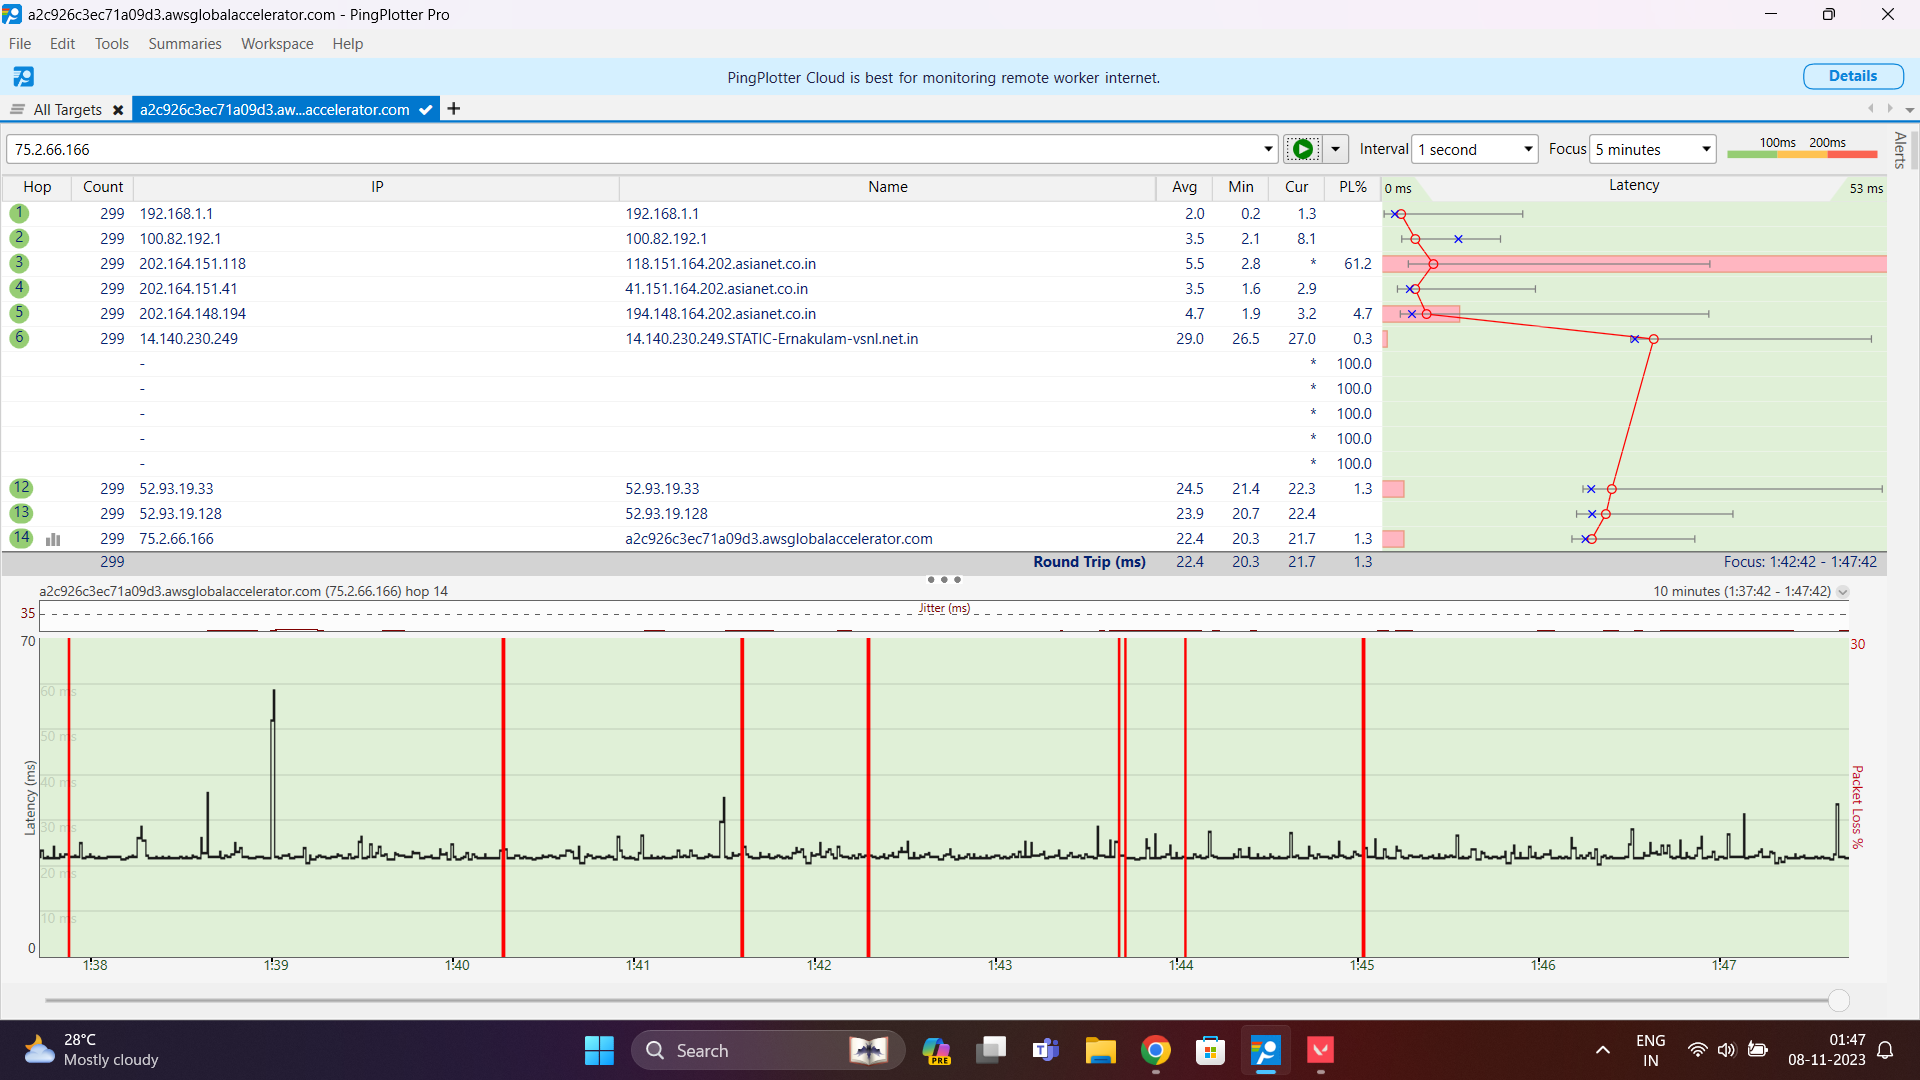 a2c926c3ec71a09d3.awsglobalaccelerator.com - PingPlotter Pro
File Edit Tools Summaries Workspace Help
PingPlotter Cloud is best for monitoring remote worker internet.
Details
All Targets
a2c926c3ec71a09d3.aw...accelerator.com
75.2.66.166
Interval 1 second Focus 5 minutes 100ms 200ms
Alerts
Hop Count IP Name Avg Min Cur PL% 0 ms Latency 53 ms
1 299 192.168.1.1 192.168.1.1 2.0 0.2 1.3
2 299 100.82.192.1 100.82.192.1 3.5 2.1 8.1
3 299 202.164.151.118 118.151.164.202.asianet.co.in 5.5 2.8 * 61.2
4 299 202.164.151.41 41.151.164.202.asianet.co.in 3.5 1.6 2.9
5 299 202.164.148.194 194.148.164.202.asianet.co.in 4.7 1.9 3.2 4.7
6 299 14.140.230.249 14.140.230.249.STATIC-Ernakulam-vsnl.net.in 29.0 26.5 27.0 0.3
- * 100.0
- * 100.0
- * 100.0
- * 100.0
- * 100.0
12 299 52.93.19.33 52.93.19.33 24.5 21.4 22.3 1.3
13 299 52.93.19.128 52.93.19.128 23.9 20.7 22.4
14 299 75.2.66.166 a2c926c3ec71a09d3.awsglobalaccelerator.com 22.4 20.3 21.7 1.3
299 Round Trip (ms) 22.4 20.3 21.7 1.3 Focus: 1:42:42 - 1:47:42
a2c926c3ec71a09d3.awsglobalaccelerator.com (75.2.66.166) hop 14
10 minutes (1:37:42 - 1:47:42)
35 Jitter (ms)
70 30
60 ms
50 ms
40 ms
30 ms
20 ms
10 ms
0
Latency (ms)
Packet Loss %
1:38 1:39 1:40 1:41 1:42 1:43 1:44 1:45 1:46 1:47
28°C
Mostly cloudy
Search
PRE
ENG
IN
01:47
08-11-2023